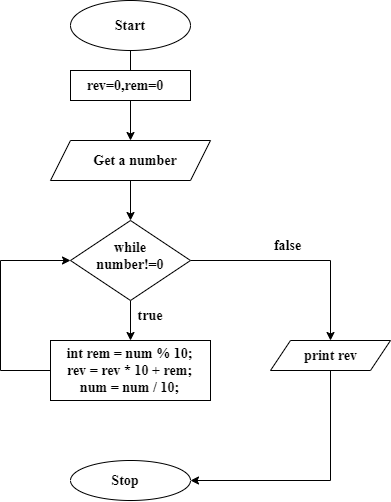 Start
rev=0,rem=0
Get a number
while
number!=0
false
true
int rem = num % 10;
rev = rev * 10 + rem;
num = num / 10;
print rev
Stop